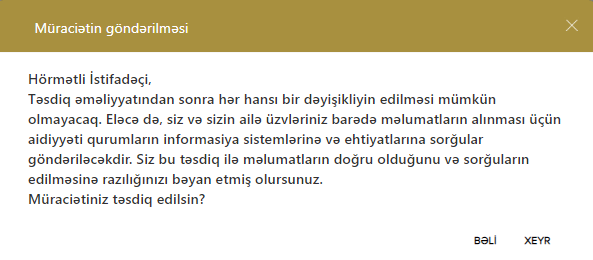 Müraciətin göndərilməsi
Hörmətli İstifadəçi,
Təsdiq əməliyyatından sonra hər hansı bir dəyişikliyin edilməsi mümkün
olmayacaq. Eləcə də, siz və sizin ailə üzvləriniz barədə məlumatların alınması üçün
aidiyyəti qurumların informasiya sistemlərinə və ehtiyatlarına sorğular
göndəriləcəkdir. Siz bu təsdiq ilə məlumatların doğru olduğunu və sorğuların
edilməsinə razılığınızı bəyan etmiş olursunuz.
Müraciətiniz təsdiq edilsin?
BƏLİ XEYR